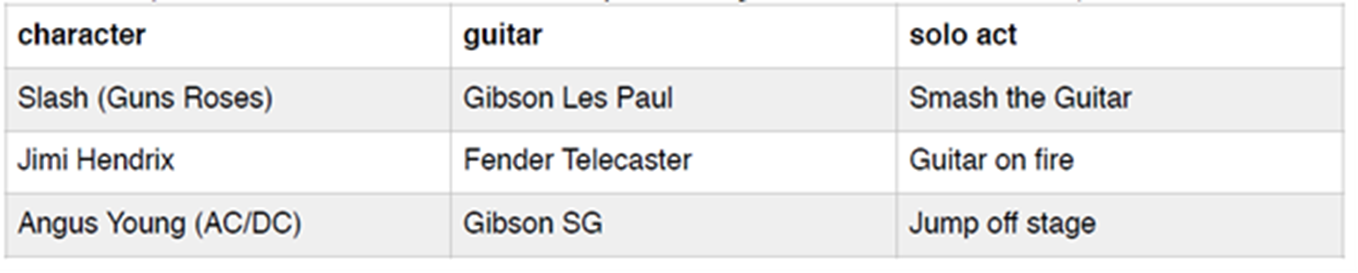 character guitar solo act
Slash (Guns Roses) Gibson Les Paul Smash the Guitar
Jimi Hendrix Fender Telecaster Guitar on fire
Angus Young (AC/DC) Gibson SG Jump off stage